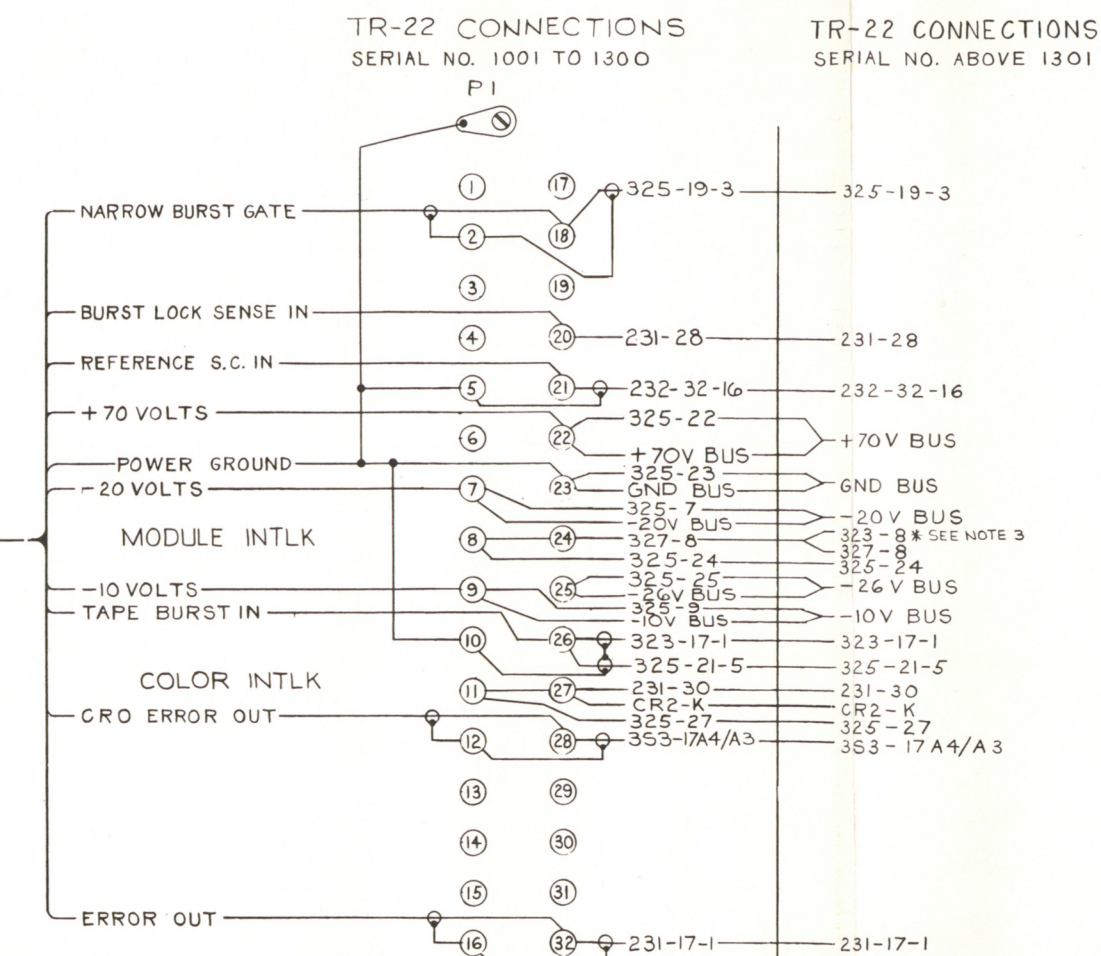 TR-22 CONNECTIONS
SERIAL NO. 1001 TO 1300
TR-22 CONNECTIONS
SERIAL NO. ABOVE 1301
P1
1 17 325-19-3 325-19-3
NARROW BURST GATE
2 18
3 19
BURST LOCK SENSE IN
4 20 231-28 231-28
REFERENCE S.C. IN
5 21 232-32-16 232-32-16
+70 VOLTS
325-22
6 22 +70V BUS
+70V BUS
POWER GROUND
325-23
-20 VOLTS
7 23 GND BUS GND BUS
325-7
-20V BUS -20V BUS
MODULE INTLK
8 24 327-8 323-8 * SEE NOTE 3
327-8
325-24 325-24
325-25
-10 VOLTS
9 25 -26V BUS -26V BUS
325-9
-10V BUS -10V BUS
TAPE BURST IN
10 26 323-17-1 323-17-1
325-21-5 325-21-5
COLOR INTLK
11 27 231-30 231-30
CR2-K CR2-K
325-27 325-27
CRO ERROR OUT
12 28 3S3-17A4/A3 3S3-17A4/A3
13 29
14 30
15 31
ERROR OUT
16 32 231-17-1 231-17-1